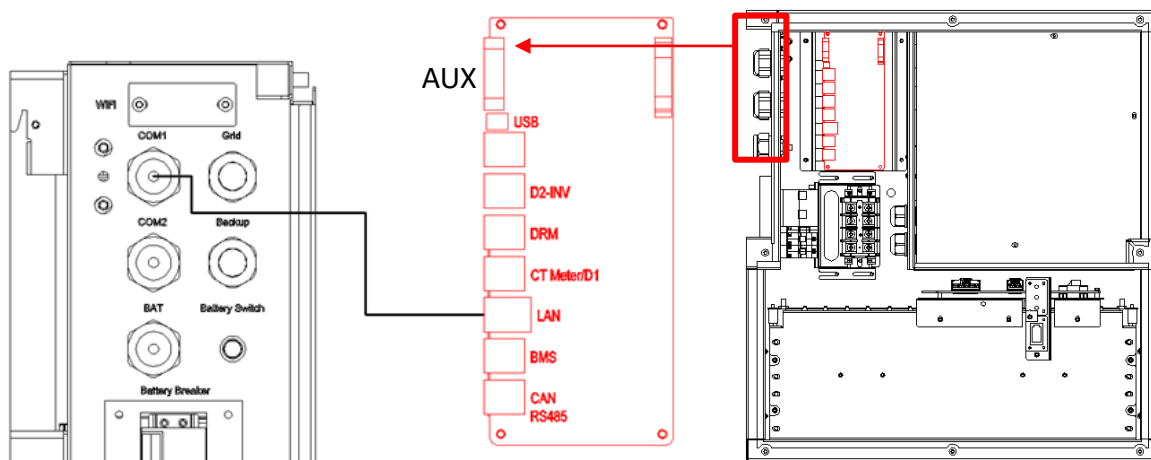 WIFI
COM1 Grid
COM2 Backup
BAT Battery Switch
Battery Breaker
AUX
USB
D2-INV
DRM
CT Meter/D1
LAN
BMS
CAN
RS485